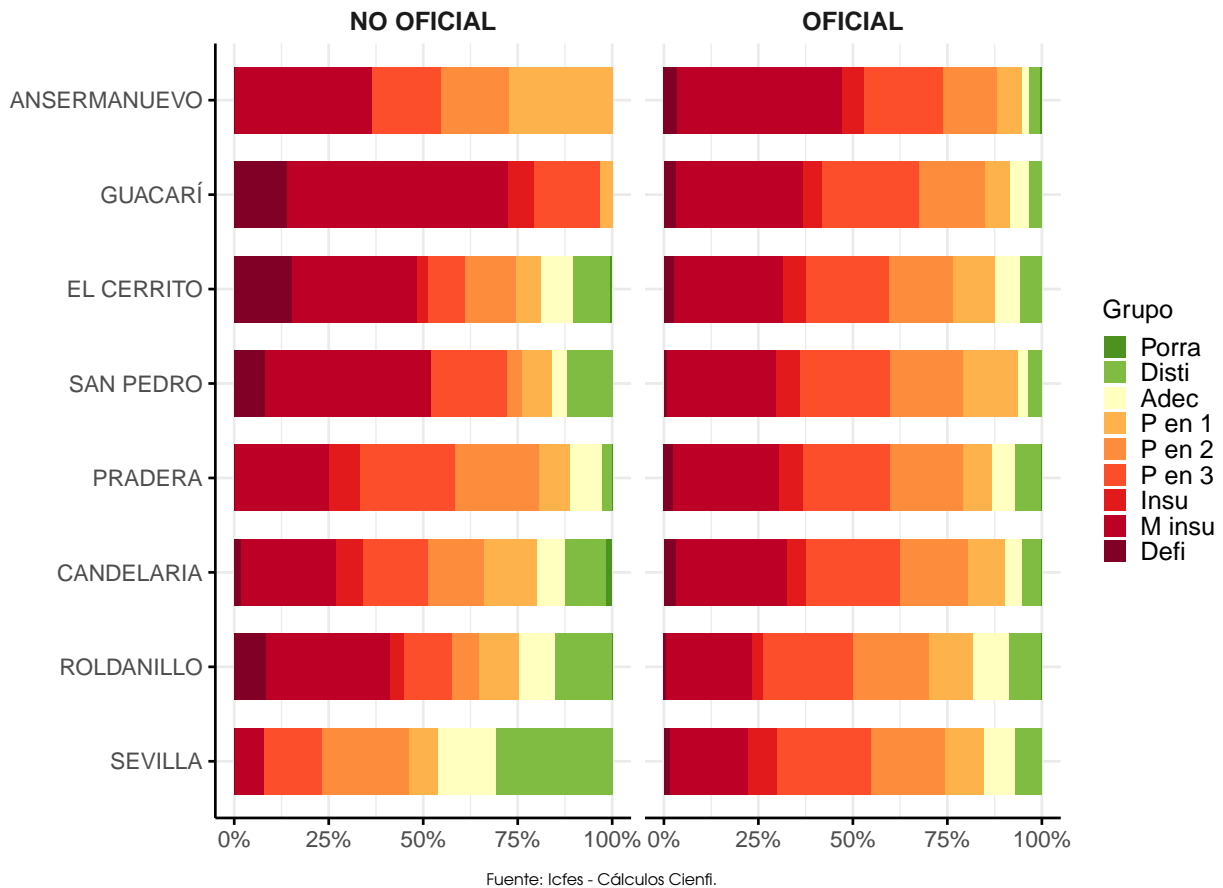 NO OFICIAL
OFICIAL
ANSERMANUEVO
GUACARÍ
EL CERRITO
SAN PEDRO
PRADERA
CANDELARIA
ROLDANILLO
SEVILLA
0% 25% 50% 75% 100%
0% 25% 50% 75% 100%
Grupo
Porra
Disti
Adec
P en 1
P en 2
P en 3
Insu
M insu
Defi
Fuente: Icfes - Cálculos Cienfi.